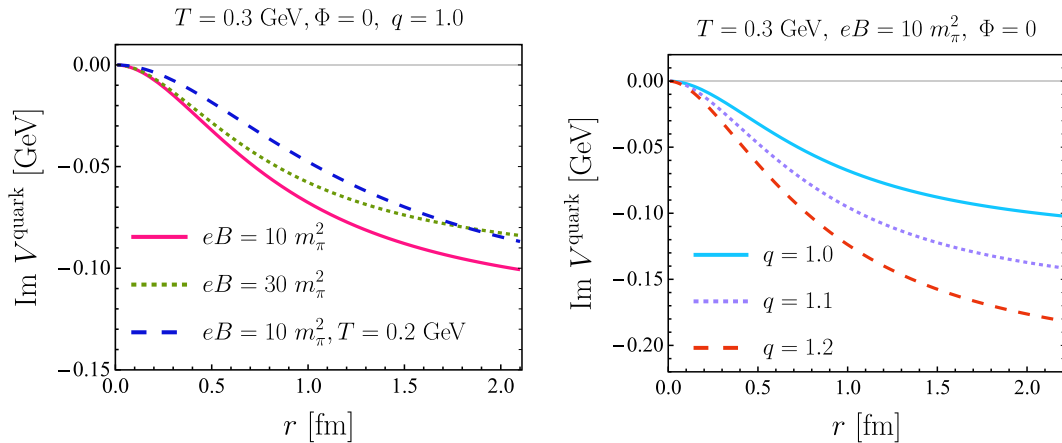 T = 0.3 GeV, Φ = 0, q = 1.0
Im V^quark [GeV]
0.00
−0.05
−0.10
−0.15
eB = 10 m_π^2
eB = 30 m_π^2
eB = 10 m_π^2, T = 0.2 GeV
0.0 0.5 1.0 1.5 2.0
r [fm]
T = 0.3 GeV, eB = 10 m_π^2, Φ = 0
Im V^quark [GeV]
0.00
−0.05
−0.10
−0.15
−0.20
q = 1.0
q = 1.1
q = 1.2
0.0 0.5 1.0 1.5 2.0
r [fm]